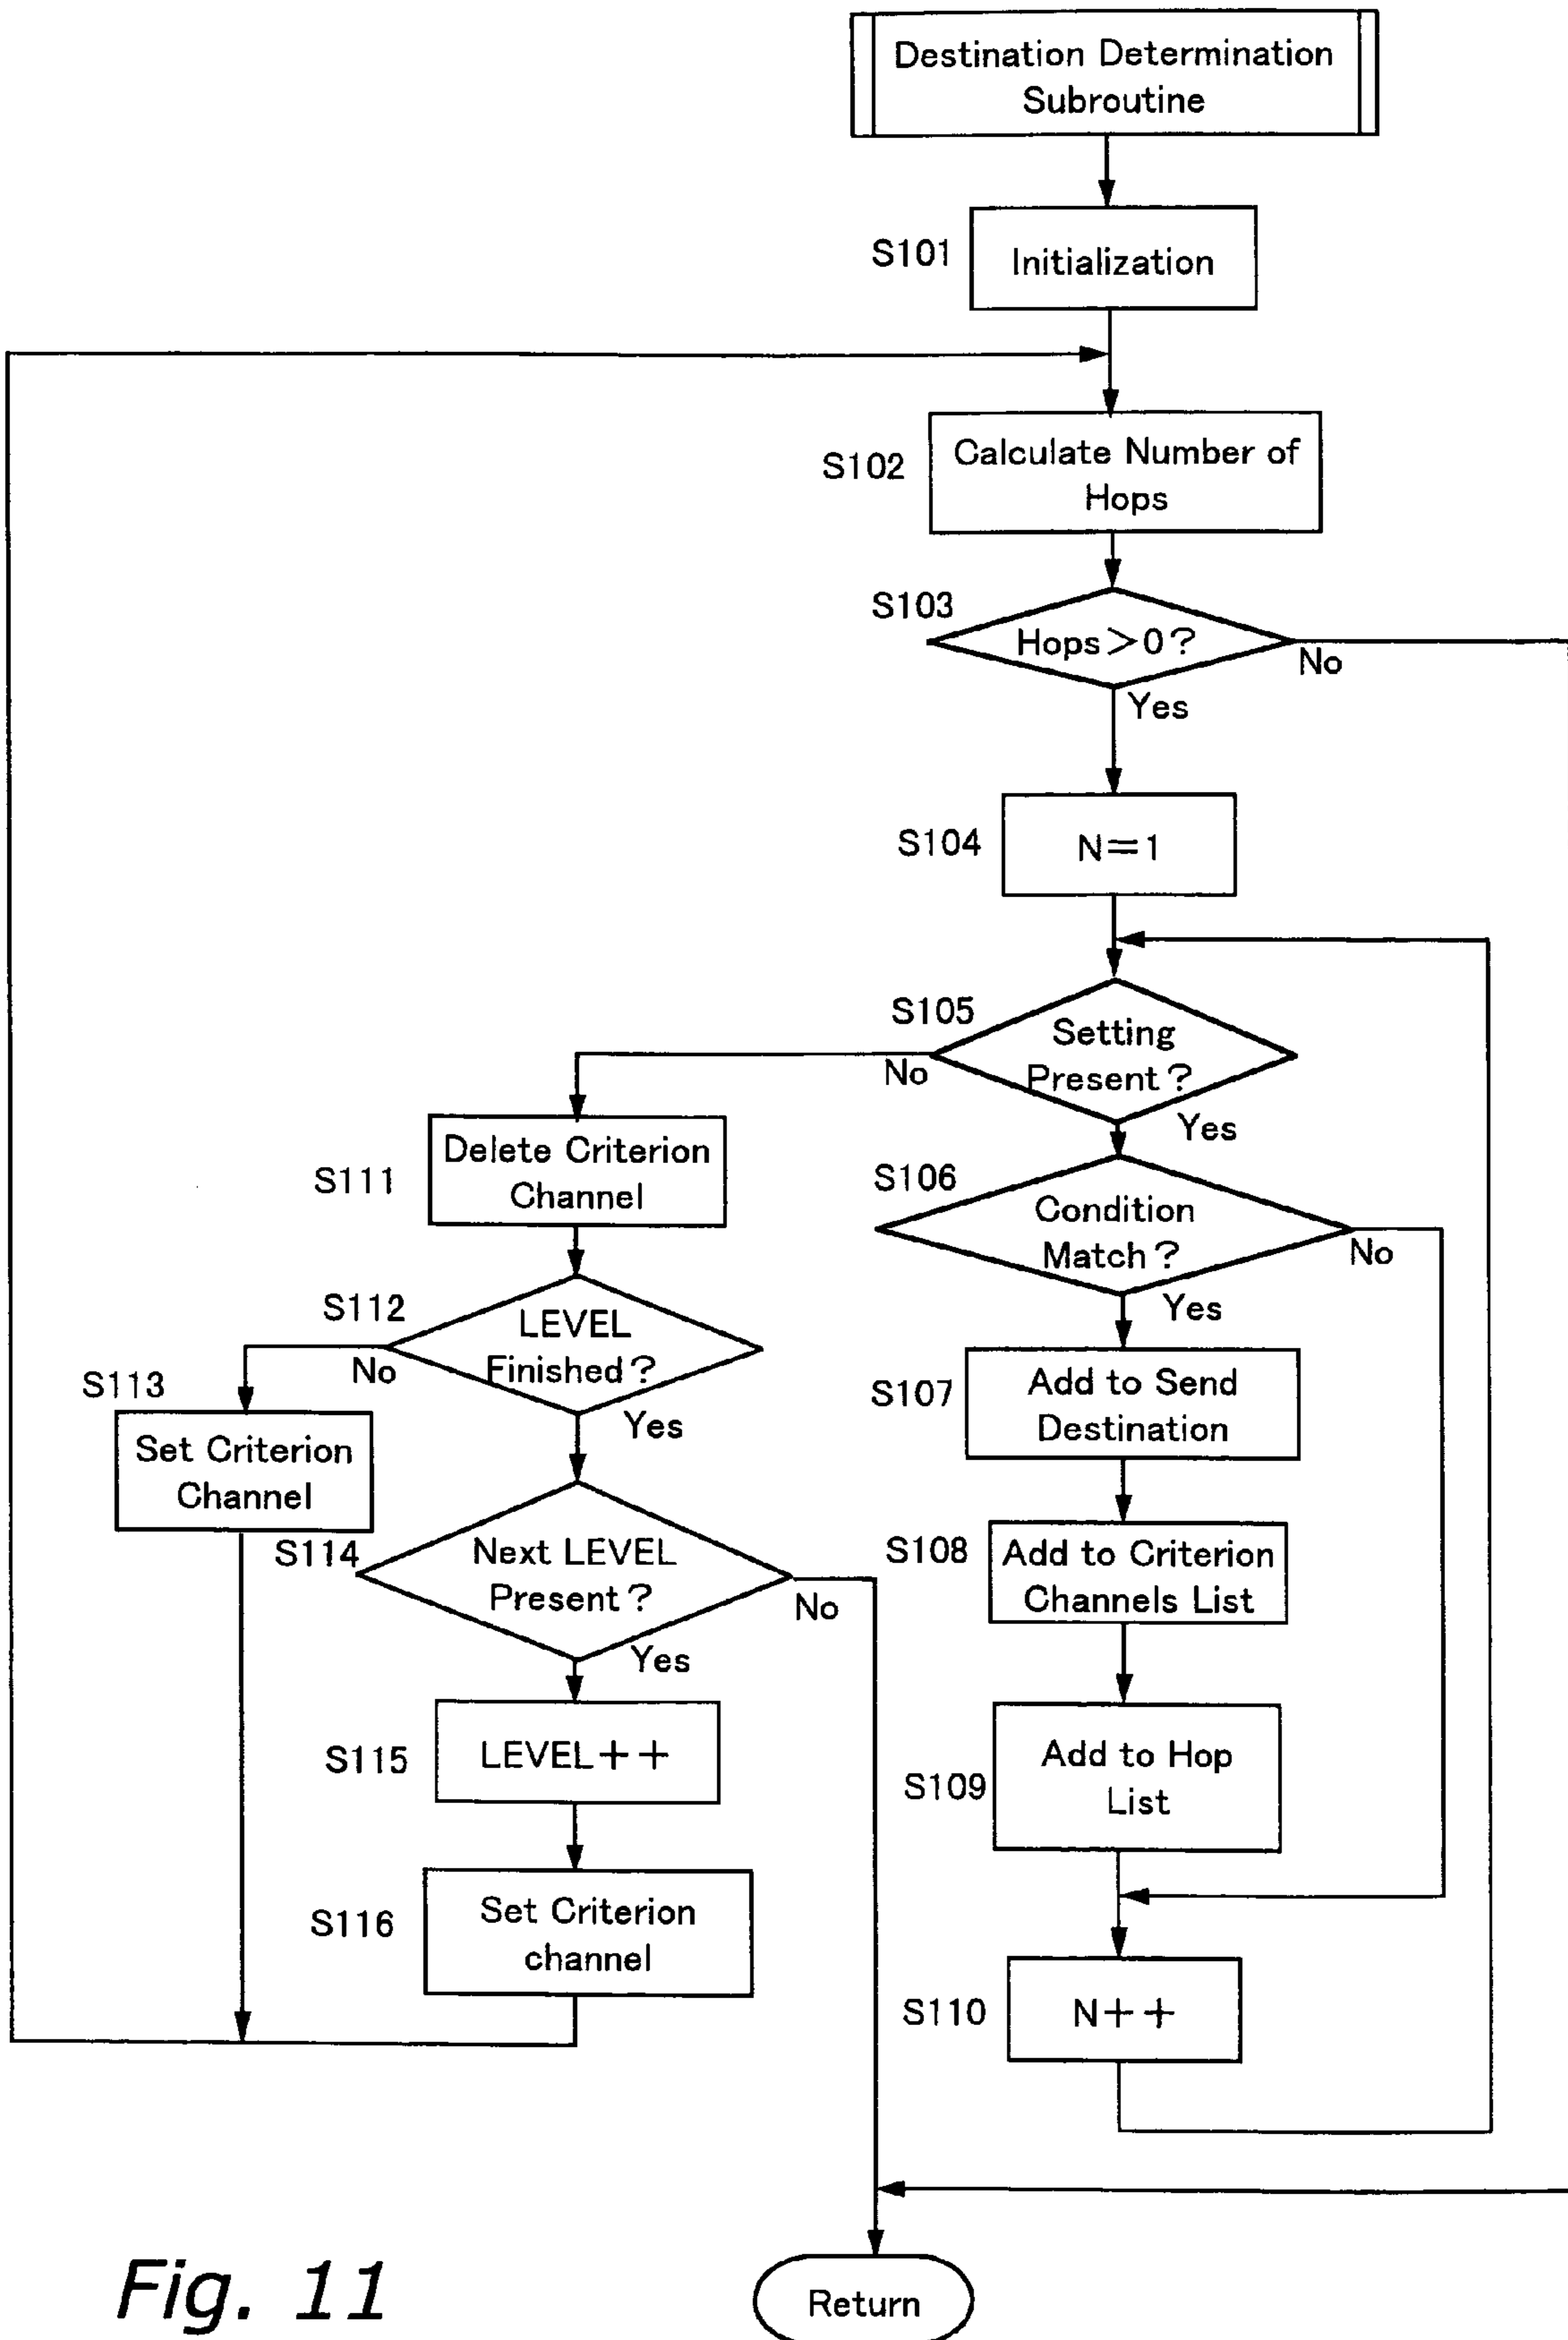 Destination Determination
Subroutine
S101
Initialization
S102
Calculate Number of
Hops
S103
Hops>0?
No
Yes
S104
N=1
S105
Setting
Present?
No
Yes
S106
Condition
Match?
No
Yes
S107
Add to Send
Destination
S108
Add to Criterion
Channels List
S109
Add to Hop
List
S110
N++
S111
Delete Criterion
Channel
S112
LEVEL
Finished?
No
Yes
S113
Set Criterion
Channel
S114
Next LEVEL
Present?
No
Yes
S115
LEVEL++
S116
Set Criterion
channel
Return
Fig. 11